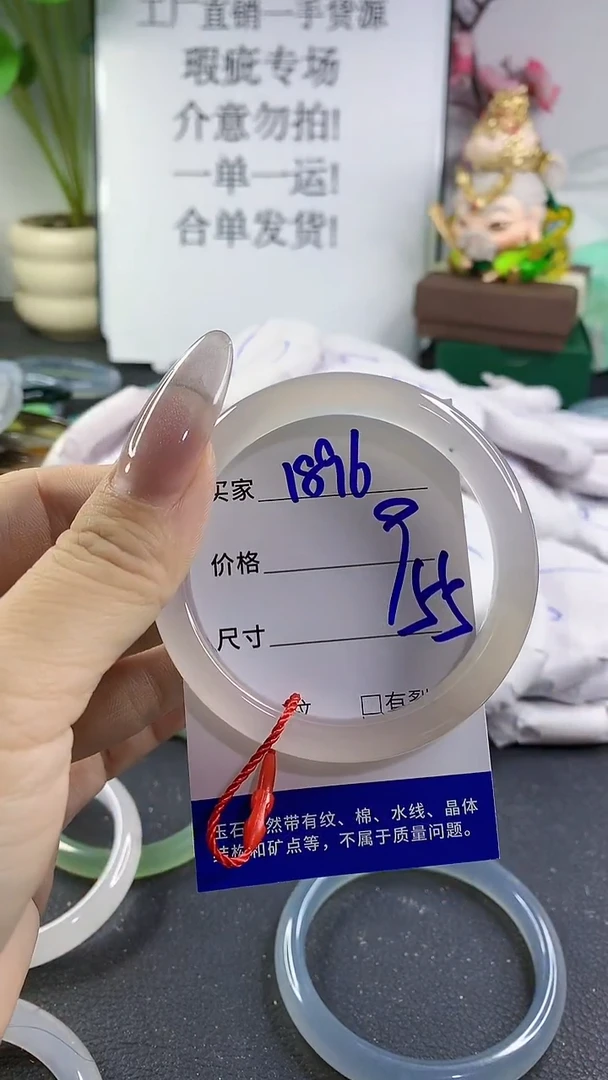 工厂直销一手货源
瑕疵专场
介意勿拍!
一单一运!
合单发货!
买家 1896
价格
尺寸 55
纹 □有裂
玉石天然带有纹、棉、水线、晶体
结构和矿点等，不属于质量问题。